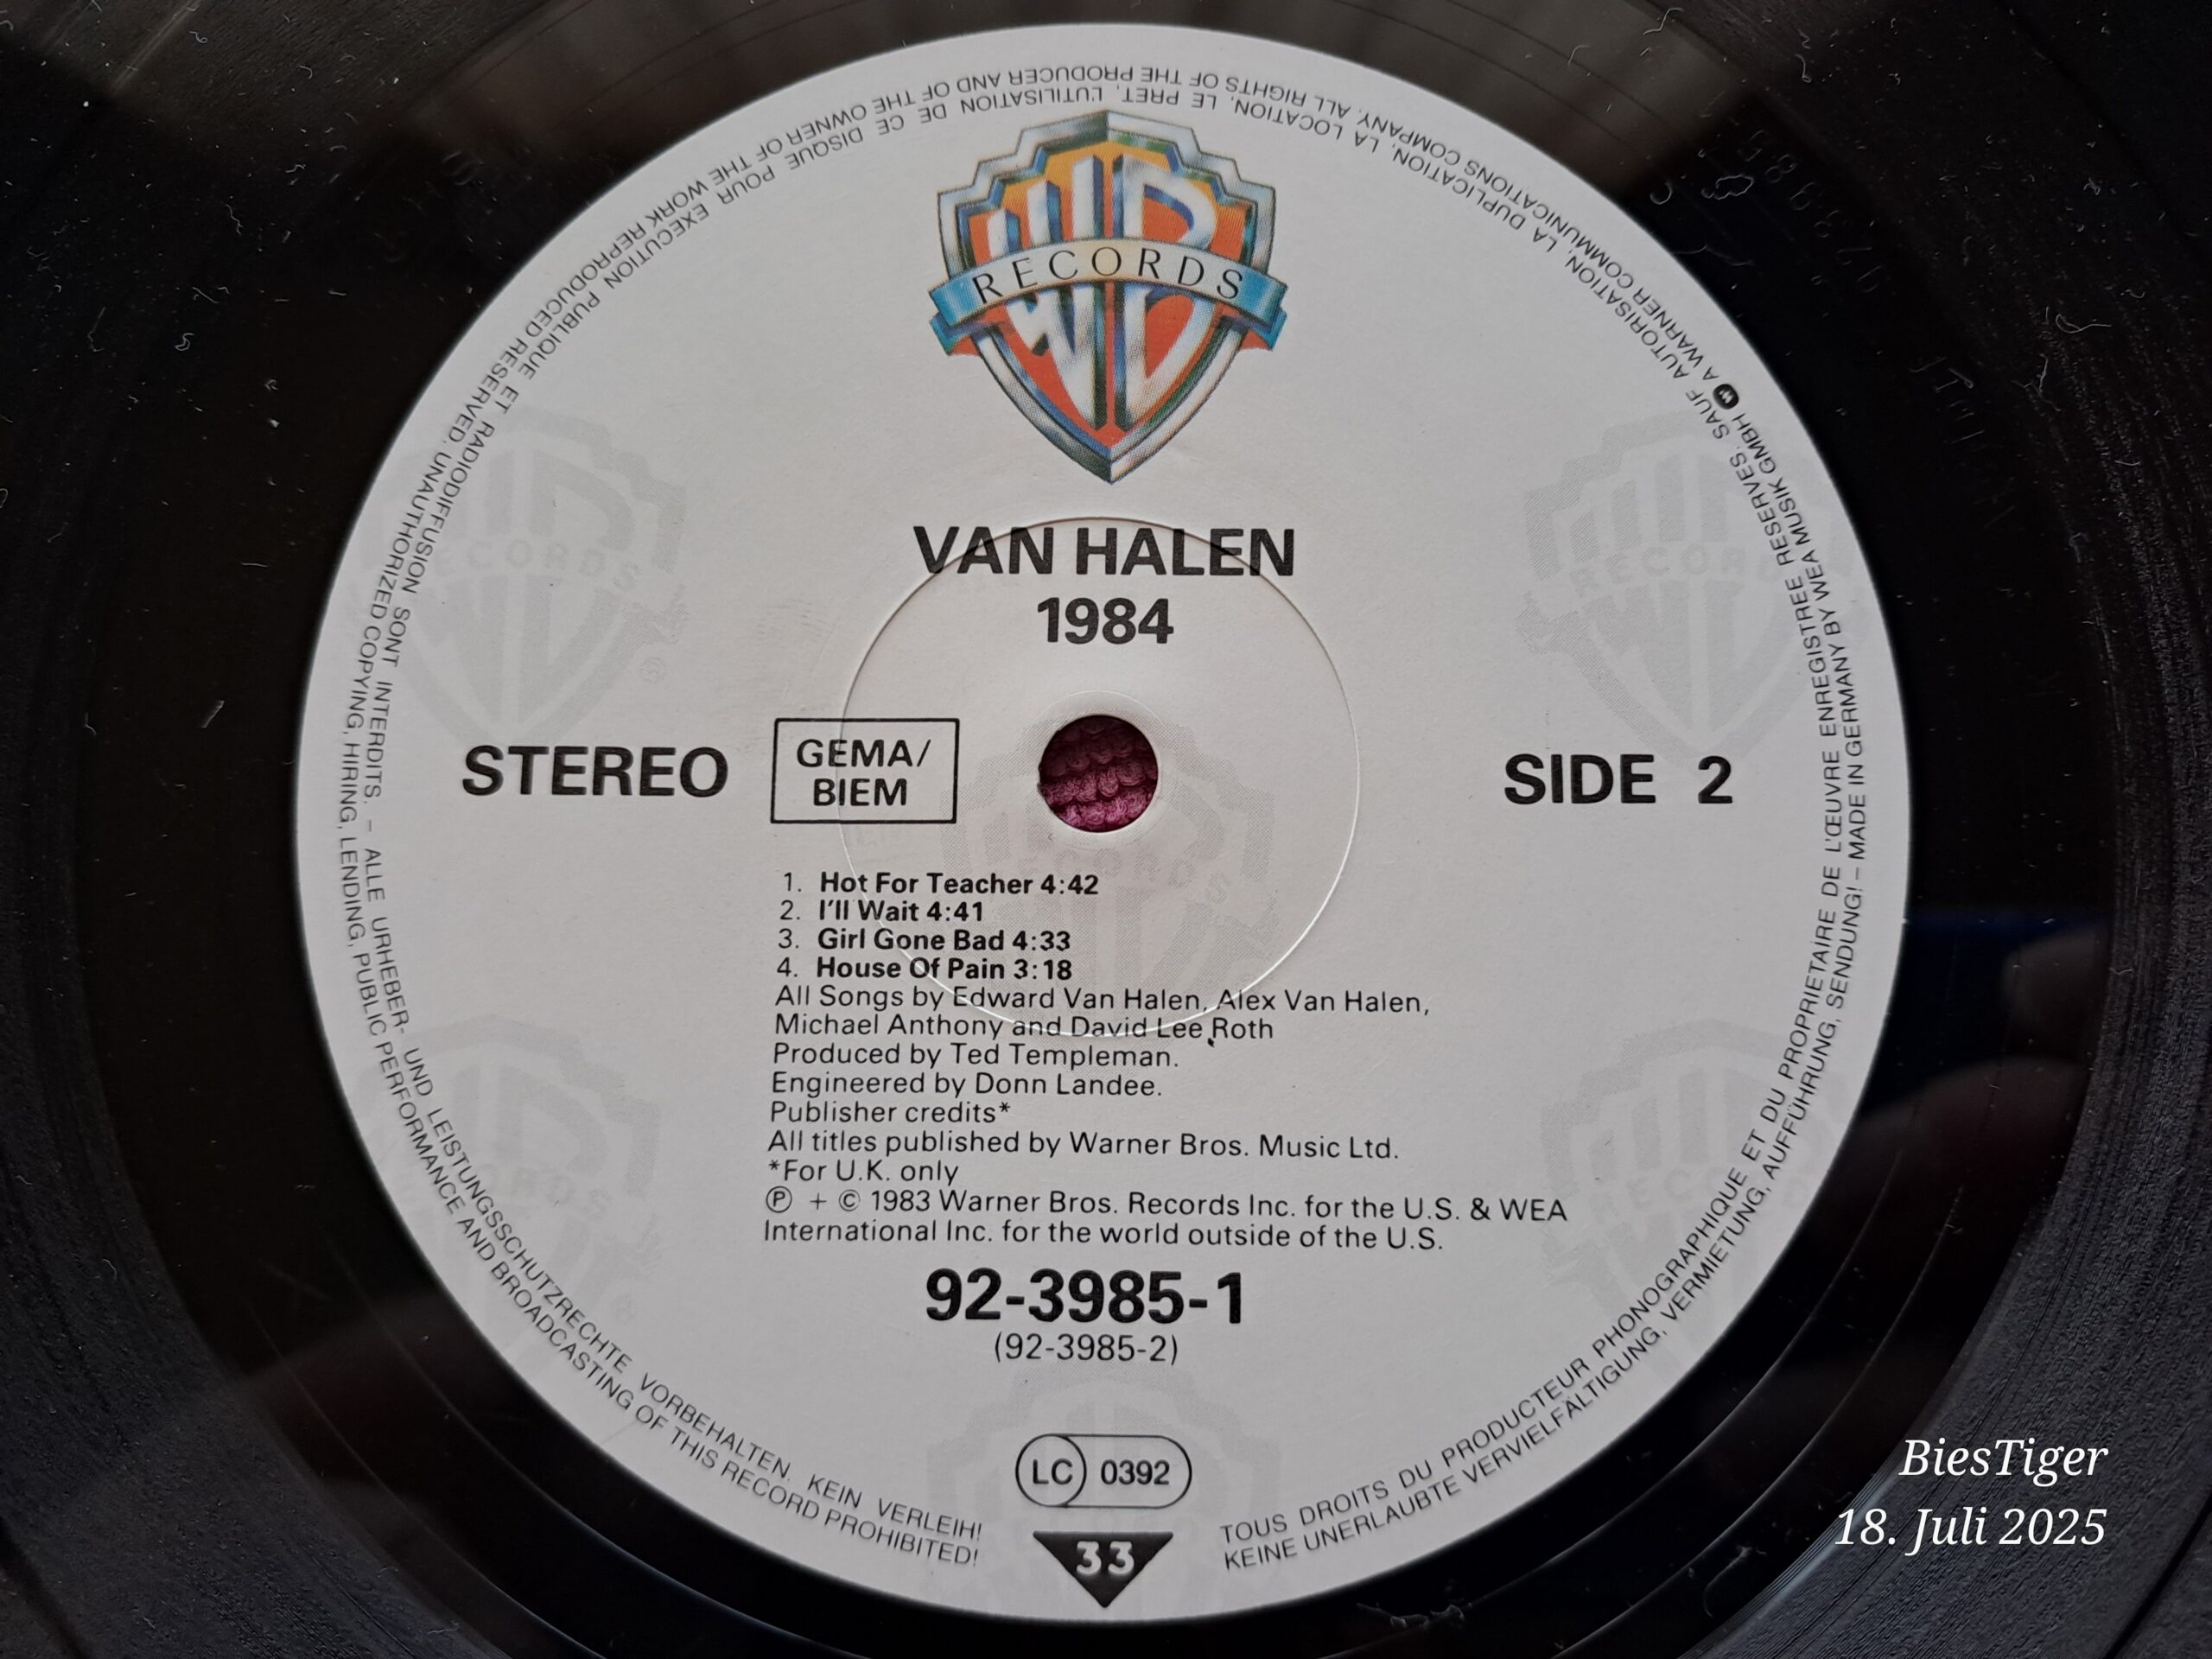 WB
RECORDS
VAN HALEN
1984
STEREO
GEMA/
BIEM
SIDE 2
1. Hot For Teacher 4:42
2. I'll Wait 4:41
3. Girl Gone Bad 4:33
4. House Of Pain 3:18
All Songs by Edward Van Halen, Alex Van Halen,
Michael Anthony and David Lee Roth
Produced by Ted Templeman.
Engineered by Donn Landee.
Publisher credits*
All titles published by Warner Bros. Music Ltd.
*For U.K. only
Ⓟ + © 1983 Warner Bros. Records Inc. for the U.S. & WEA
International Inc. for the world outside of the U.S.
92-3985-1
(92-3985-2)
LC 0392
33
TOUS DROITS DU PRODUCTEUR PHONOGRAPHIQUE ET DU PROPRIETAIRE DE L'ŒUVRE ENREGISTREE RESERVES. SAUF AUTORISATION, LA DUPLICATION, LA LOCATION, LE PRET, L'UTILISATION DE CE DISQUE POUR EXECUTION PUBLIQUE ET RADIODIFFUSION SONT INTERDITS. – ALLE URHEBER- UND LEISTUNGSSCHUTZRECHTE VORBEHALTEN. KEIN VERLEIH!
KEINE UNERLAUBTE VERVIELFÄLTIGUNG, VERMIETUNG, AUFFÜHRUNG, SENDUNG! – MADE IN GERMANY BY WEA MUSIK GMBH A WARNER COMMUNICATIONS COMPANY. ALL RIGHTS OF THE PRODUCER AND OF THE OWNER OF THE WORK REPRODUCED RESERVED. UNAUTHORIZED COPYING, HIRING, LENDING, PUBLIC PERFORMANCE AND BROADCASTING OF THIS RECORD PROHIBITED!
BiesTiger
18. Juli 2025